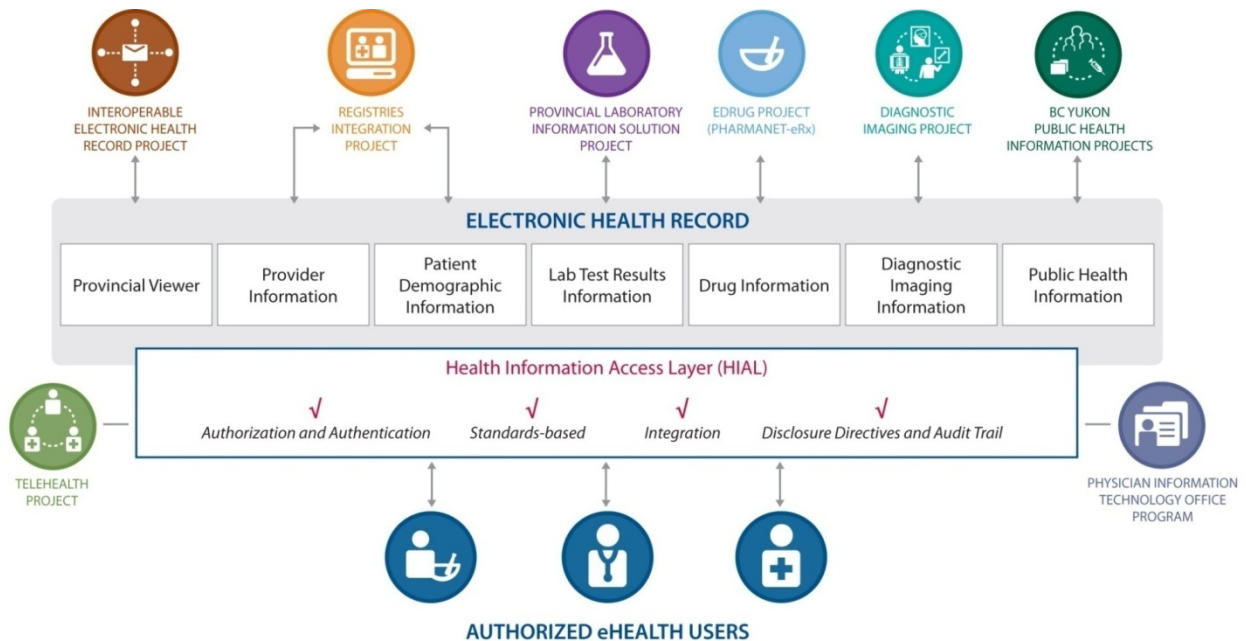 INTEROPERABLE
ELECTRONIC HEALTH
RECORD PROJECT
REGISTRIES
INTEGRATION
PROJECT
PROVINCIAL LABORATORY
INFORMATION SOLUTION
PROJECT
EDRUG PROJECT
(PHARMANET-eRx)
DIAGNOSTIC
IMAGING PROJECT
BC YUKON
PUBLIC HEALTH
INFORMATION PROJECTS
ELECTRONIC HEALTH RECORD
Provincial Viewer
Provider
Information
Patient
Demographic
Information
Lab Test Results
Information
Drug Information
Diagnostic
Imaging
Information
Public Health
Information
Health Information Access Layer (HIAL)
√ √ √ √
Authorization and Authentication Standards-based Integration Disclosure Directives and Audit Trail
TELEHEALTH
PROJECT
PHYSICIAN INFORMATION
TECHNOLOGY OFFICE
PROGRAM
AUTHORIZED eHEALTH USERS